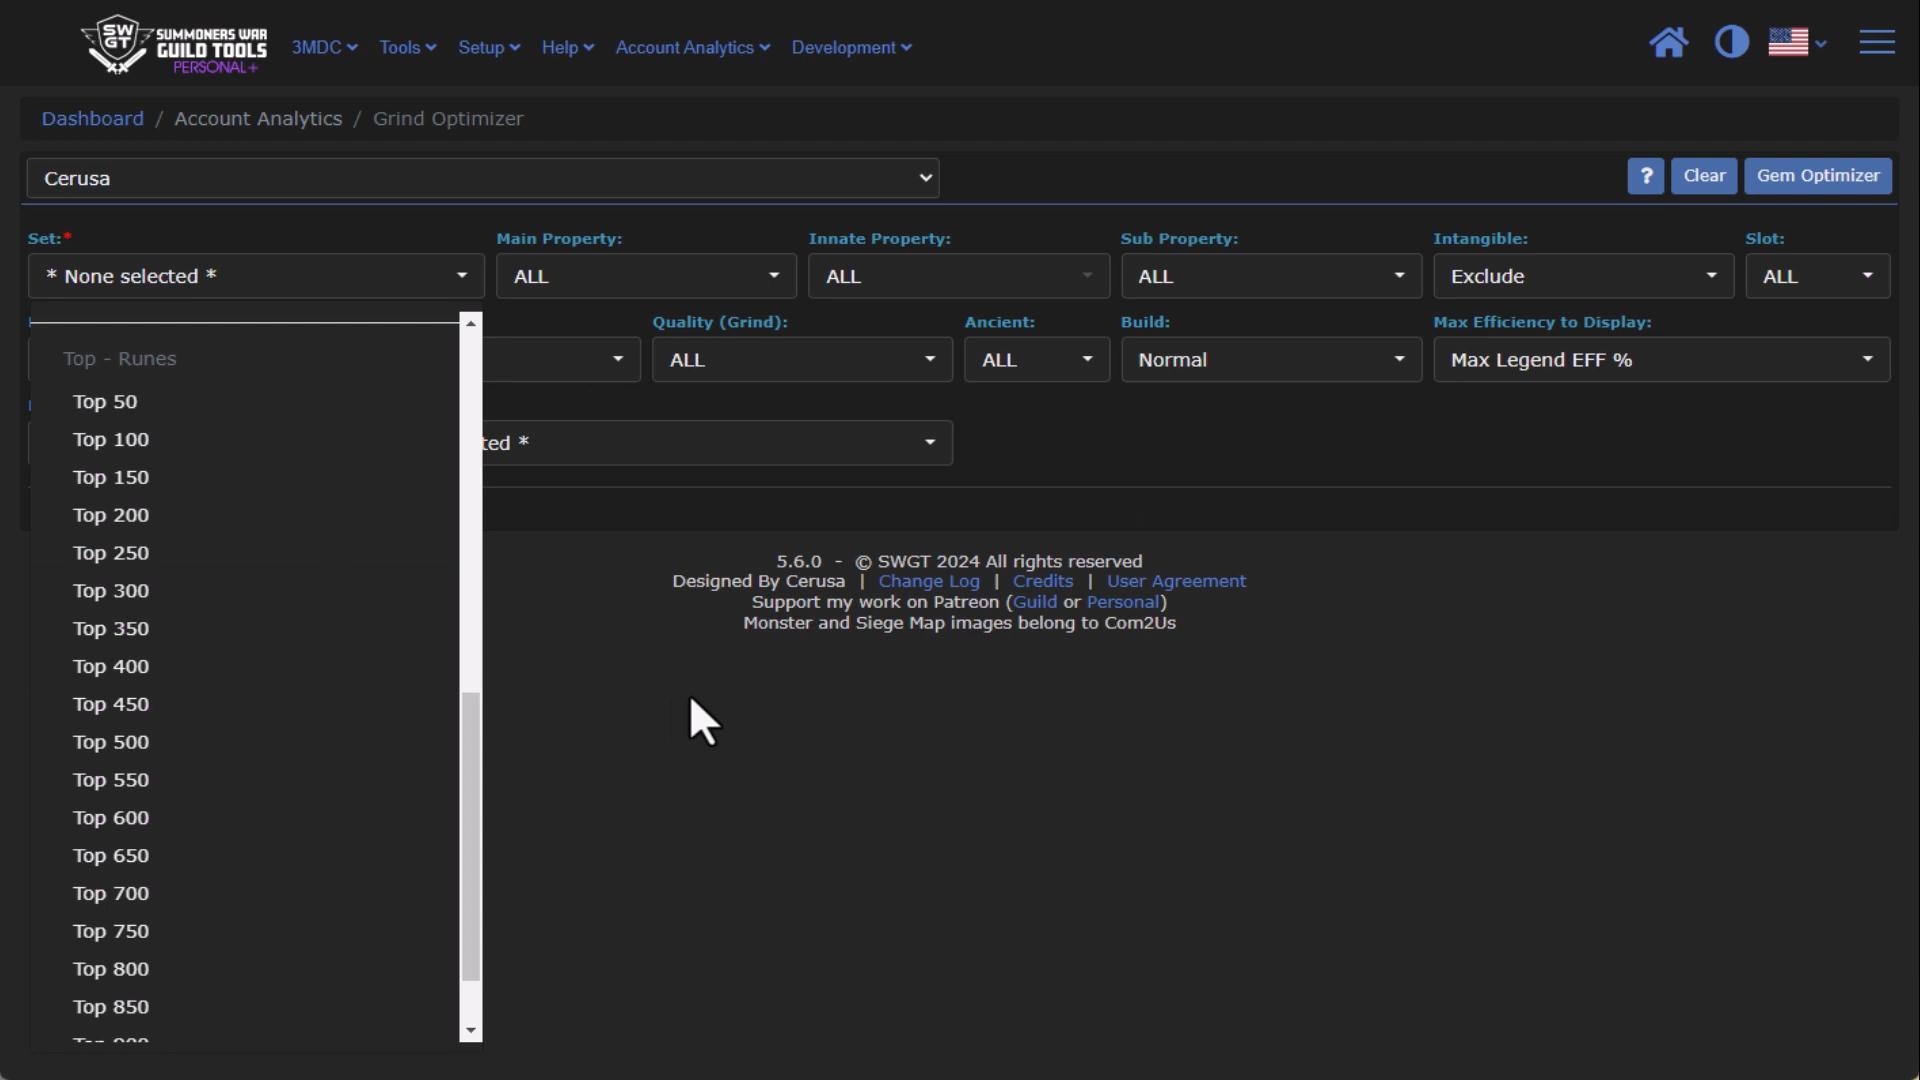 SW
GT
SUMMONERS WAR
GUILD TOOLS
PERSONAL+
3MDC Tools Setup Help Account Analytics Development
Dashboard / Account Analytics / Grind Optimizer
Cerusa
? Clear Gem Optimizer
Set:* Main Property: Innate Property: Sub Property: Intangible: Slot:
* None selected * ALL ALL ALL Exclude ALL
Quality (Grind): Ancient: Build: Max Efficiency to Display:
ALL ALL Normal Max Legend EFF %
ted *
Top - Runes
Top 50
Top 100
Top 150
Top 200
Top 250
Top 300
Top 350
Top 400
Top 450
Top 500
Top 550
Top 600
Top 650
Top 700
Top 750
Top 800
Top 850
5.6.0 - © SWGT 2024 All rights reserved
Designed By Cerusa | Change Log | Credits | User Agreement
Support my work on Patreon (Guild or Personal)
Monster and Siege Map images belong to Com2Us